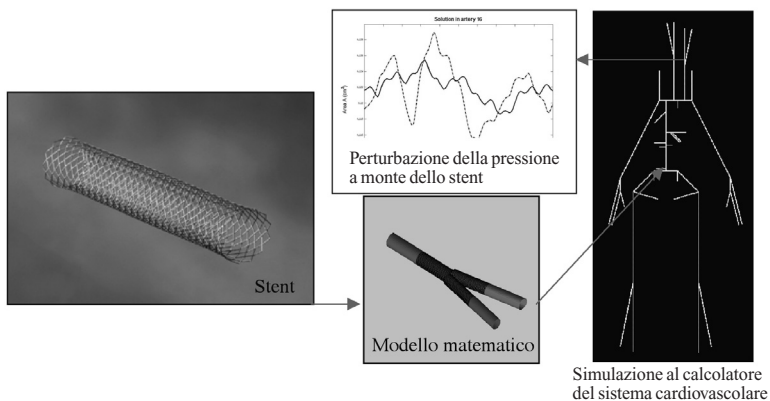 Solution in artery 16
Area A (cm²)
Perturbazione della pressione
a monte dello stent
Stent
Modello matematico
Simulazione al calcolatore
del sistema cardiovascolare